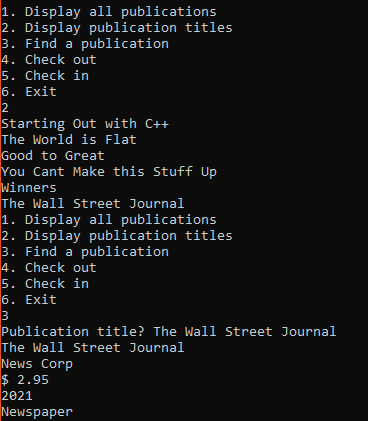 1. Display all publications
2. Display publication titles
3. Find a publication
4. Check out
5. Check in
6. Exit
2
Starting Out with C++
The World is Flat
Good to Great
You Cant Make this Stuff Up
Winners
The Wall Street Journal
1. Display all publications
2. Display publication titles
3. Find a publication
4. Check out
5. Check in
6. Exit
3
Publication title? The Wall Street Journal
The Wall Street Journal
News Corp
$ 2.95
2021
Newspaper